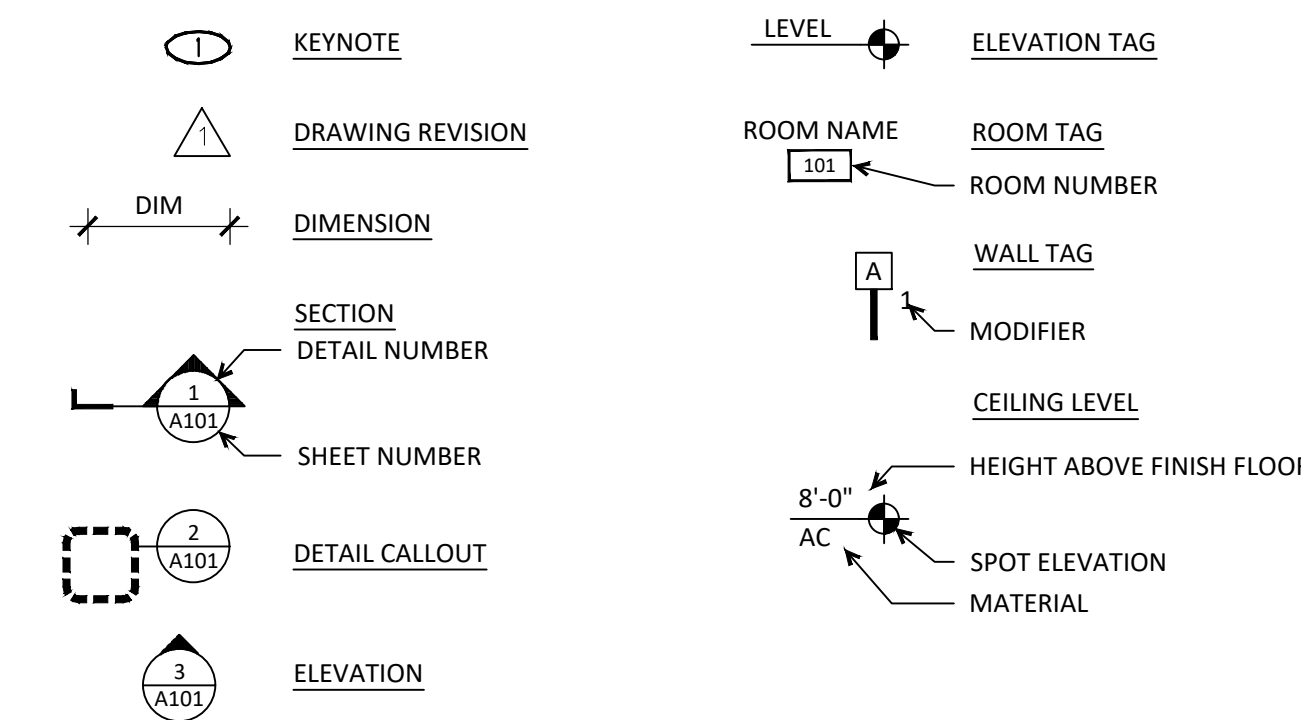 1 KEYNOTE
1 DRAWING REVISION
DIM DIMENSION
SECTION
DETAIL NUMBER
1
A101
SHEET NUMBER
2
A101
DETAIL CALLOUT
3
A101
ELEVATION
LEVEL ELEVATION TAG
ROOM NAME ROOM TAG
101
ROOM NUMBER
WALL TAG
A
1
MODIFIER
CEILING LEVEL
HEIGHT ABOVE FINISH FLOOR
8'-0"
AC
SPOT ELEVATION
MATERIAL